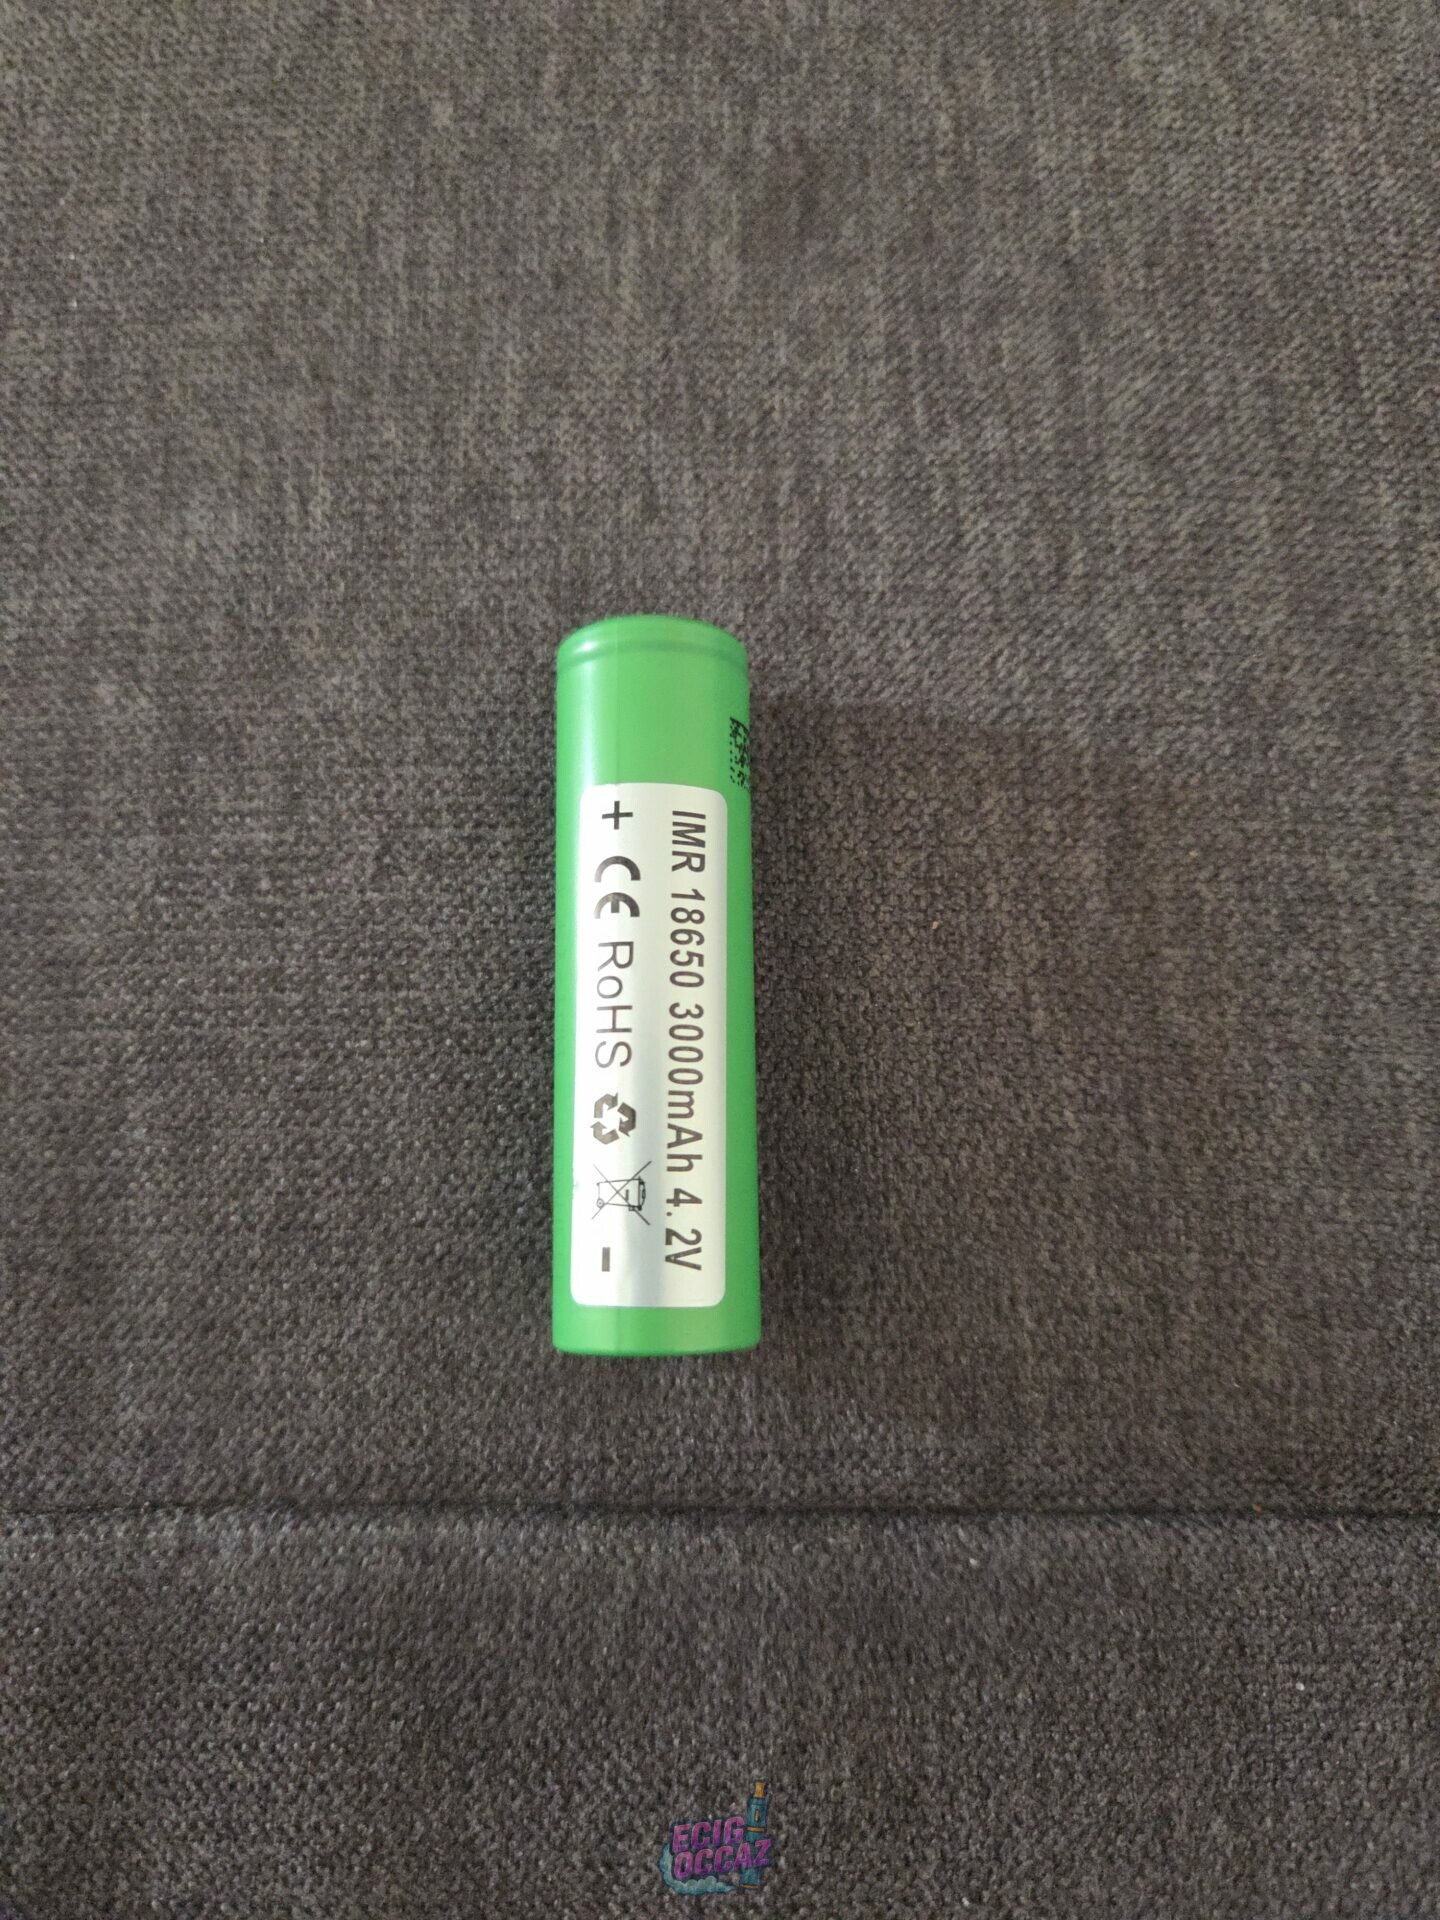 IMR 18650 3000mAh 4.2V
+ CE RoHS -
ECIG
OCCAZ